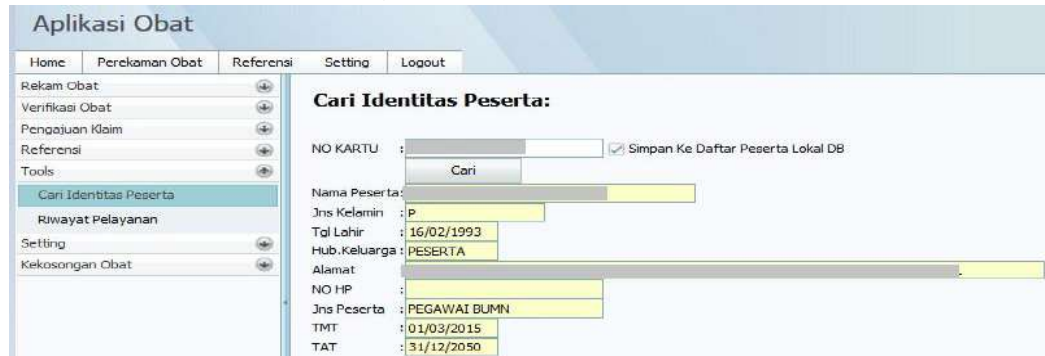 Aplikasi Obat
Home Perekaman Obat Referensi Setting Logout
Rekam Obat
Verifikasi Obat
Pengajuan Klaim
Referensi
Tools
Cari Identitas Peserta
Riwayat Pelayanan
Setting
Kekosongan Obat
Cari Identitas Peserta:
NO KARTU : Simpan Ke Daftar Peserta Lokal DB
Cari
Nama Peserta:
Jns Kelamin : P
Tgl Lahir : 16/02/1993
Hub.Keluarga : PESERTA
Alamat .
NO HP :
Jns Peserta : PEGAWAI BUMN
TMT : 01/03/2015
TAT : 31/12/2050